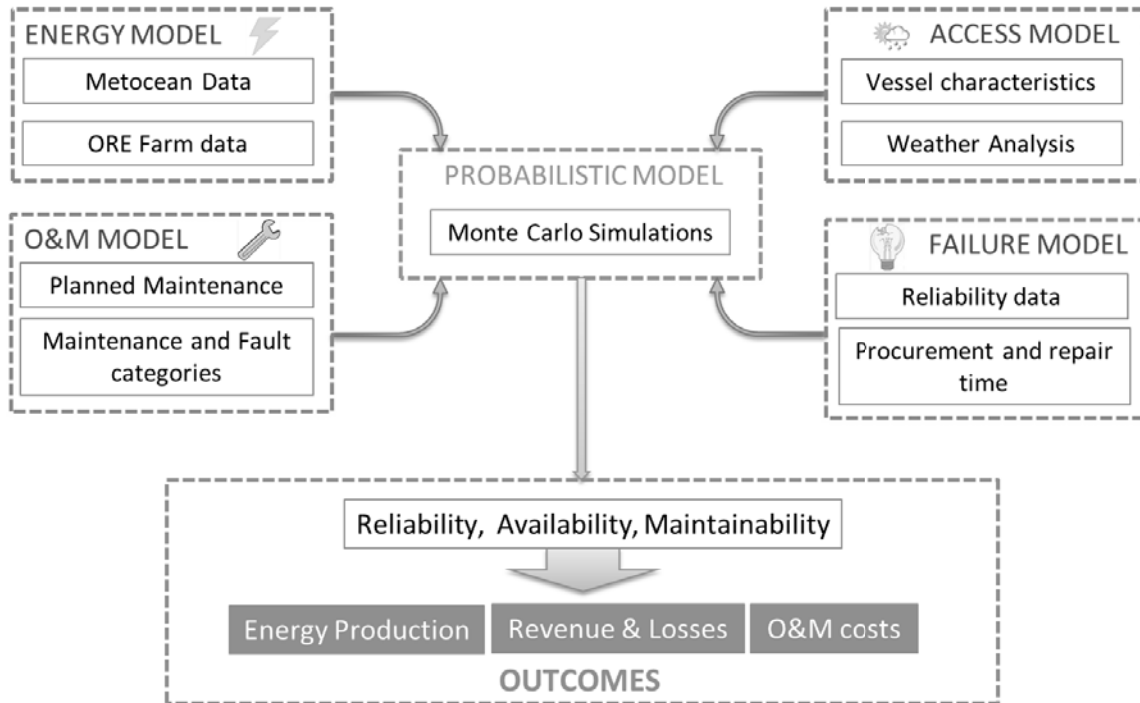 ENERGY MODEL
Metocean Data
ORE Farm data
ACCESS MODEL
Vessel characteristics
Weather Analysis
PROBABILISTIC MODEL
Monte Carlo Simulations
O&M MODEL
Planned Maintenance
Maintenance and Fault
categories
FAILURE MODEL
Reliability data
Procurement and repair
time
Reliability, Availability, Maintainability
Energy Production
Revenue & Losses
O&M costs
OUTCOMES